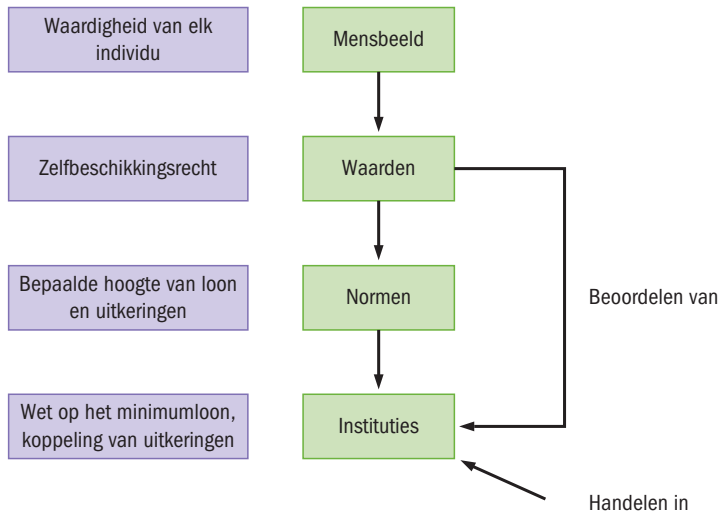 Waardigheid van elk
individu
Mensbeeld
Zelfbeschikkingsrecht
Waarden
Bepaalde hoogte van loon
en uitkeringen
Normen
Beoordelen van
Wet op het minimumloon,
koppeling van uitkeringen
Instituties
Handelen in